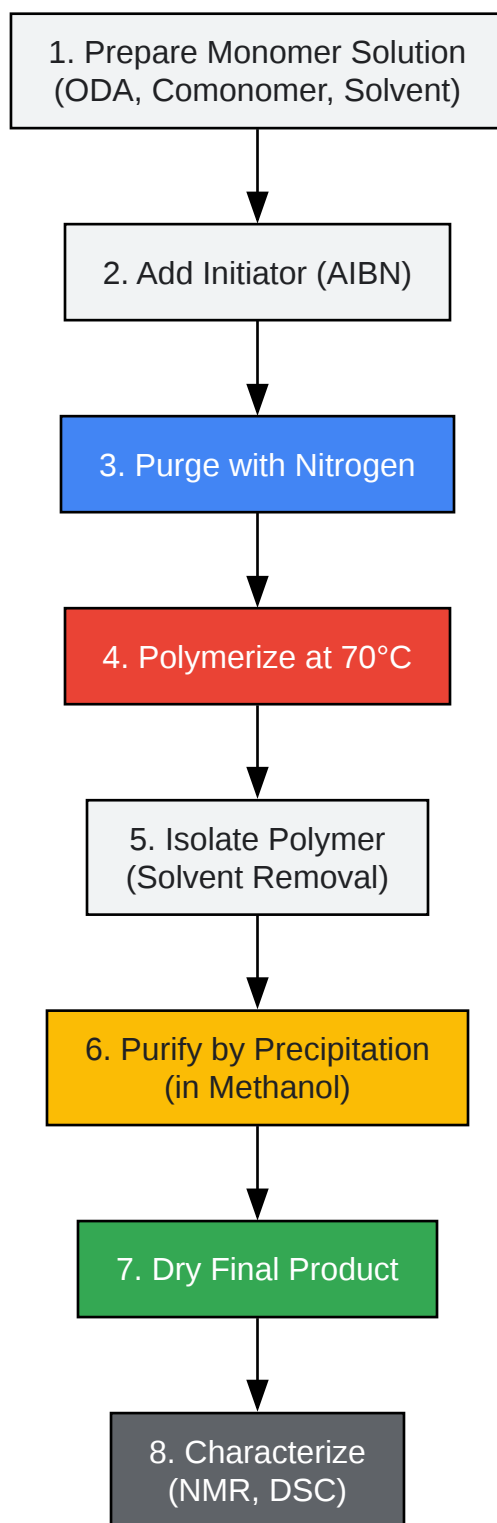 1. Prepare Monomer Solution
(ODA, Comonomer, Solvent)
2. Add Initiator (AIBN)
3. Purge with Nitrogen
4. Polymerize at 70°C
5. Isolate Polymer
(Solvent Removal)
6. Purify by Precipitation
(in Methanol)
7. Dry Final Product
8. Characterize
(NMR, DSC)